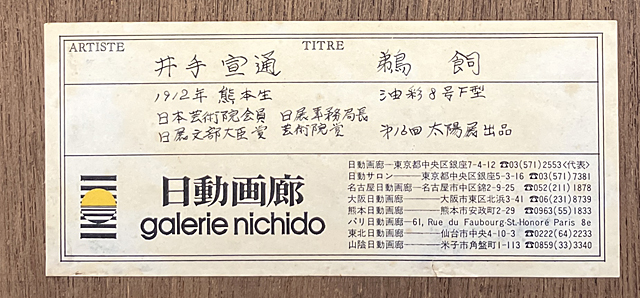 ARTISTE TITRE
井手宣通 鵜飼
1912年 熊本生 油彩8号F型
日本芸術院会員 日展事務局長
日展文部大臣賞 芸術院賞 第16回太陽展出品
日動画廊
galerie nichido
日動画廊―東京都中央区銀座7-4-12 ☎03(571)2553<代表>
日動サロン――東京都中央区銀座5-3-16 ☎03(571)7381
名古屋日動画廊―名古屋市中区錦2-9-25 ☎052(211)1878
大阪日動画廊――大阪市東区北浜3-41 ☎06(231)8739
熊本日動画廊――熊本市安政町2-29 ☎0963(55)1833
パリ日動画廊―61, Rue du Faubourg-St-Honoré Paris 8e
東北日動画廊――仙台市中央4-10-3 ☎0222(64)2233
山陰日動画廊――米子市角盤町1-113 ☎0859(33)3340